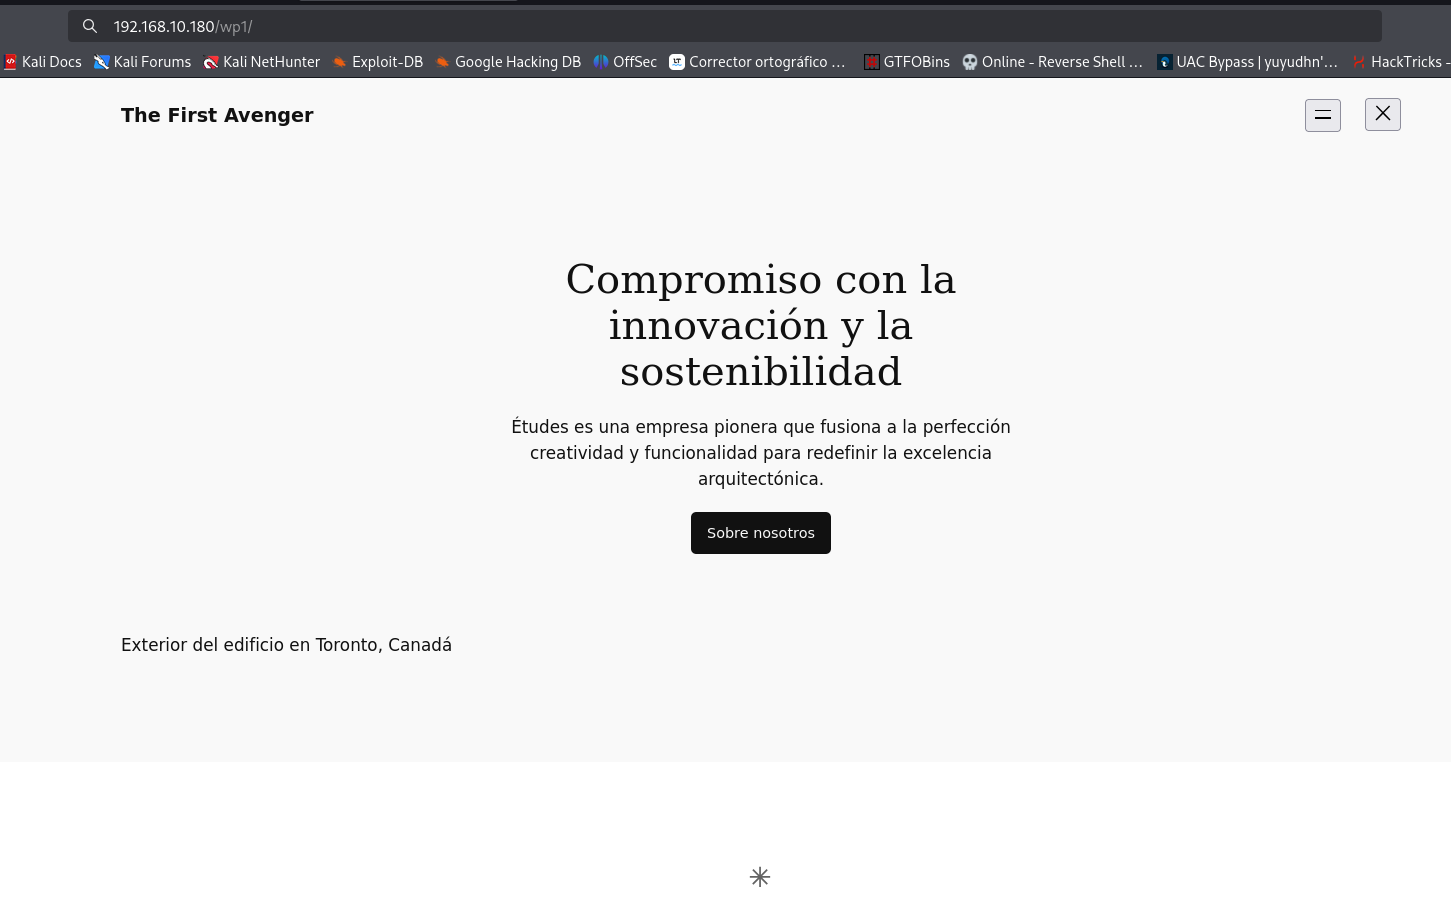 192.168.10.180/wp1/
Kali Docs Kali Forums Kali NetHunter Exploit-DB Google Hacking DB OffSec Corrector ortográfico ... GTFOBins Online - Reverse Shell ... UAC Bypass | yuyudhn'... HackTricks -
The First Avenger
Compromiso con la
innovación y la
sostenibilidad
Études es una empresa pionera que fusiona a la perfección
creatividad y funcionalidad para redefinir la excelencia
arquitectónica.
Sobre nosotros
Exterior del edificio en Toronto, Canadá